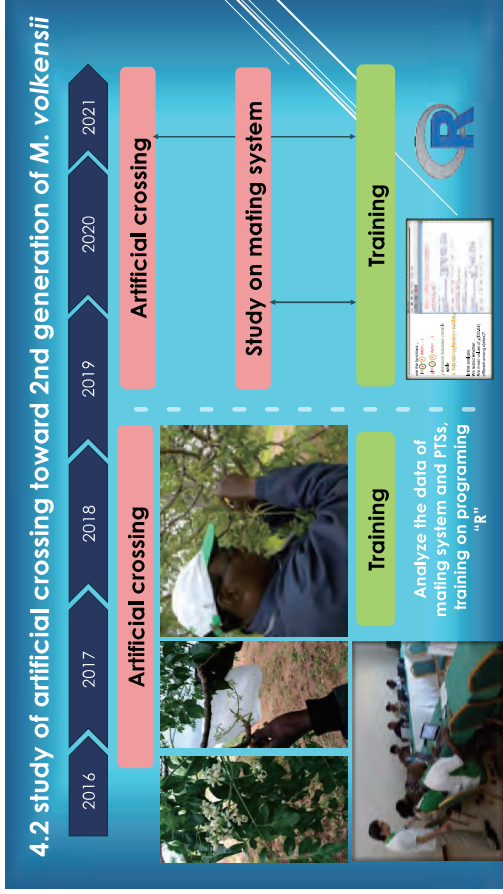 4.2 study of artificial crossing toward 2nd generation of M. volkensii
2016
2017
2018
2019
2020
2021
Artificial crossing
Artificial crossing
Study on mating system
Training
Training
Analyze the data of
mating system and PTSs,
training on programing
“R”
R